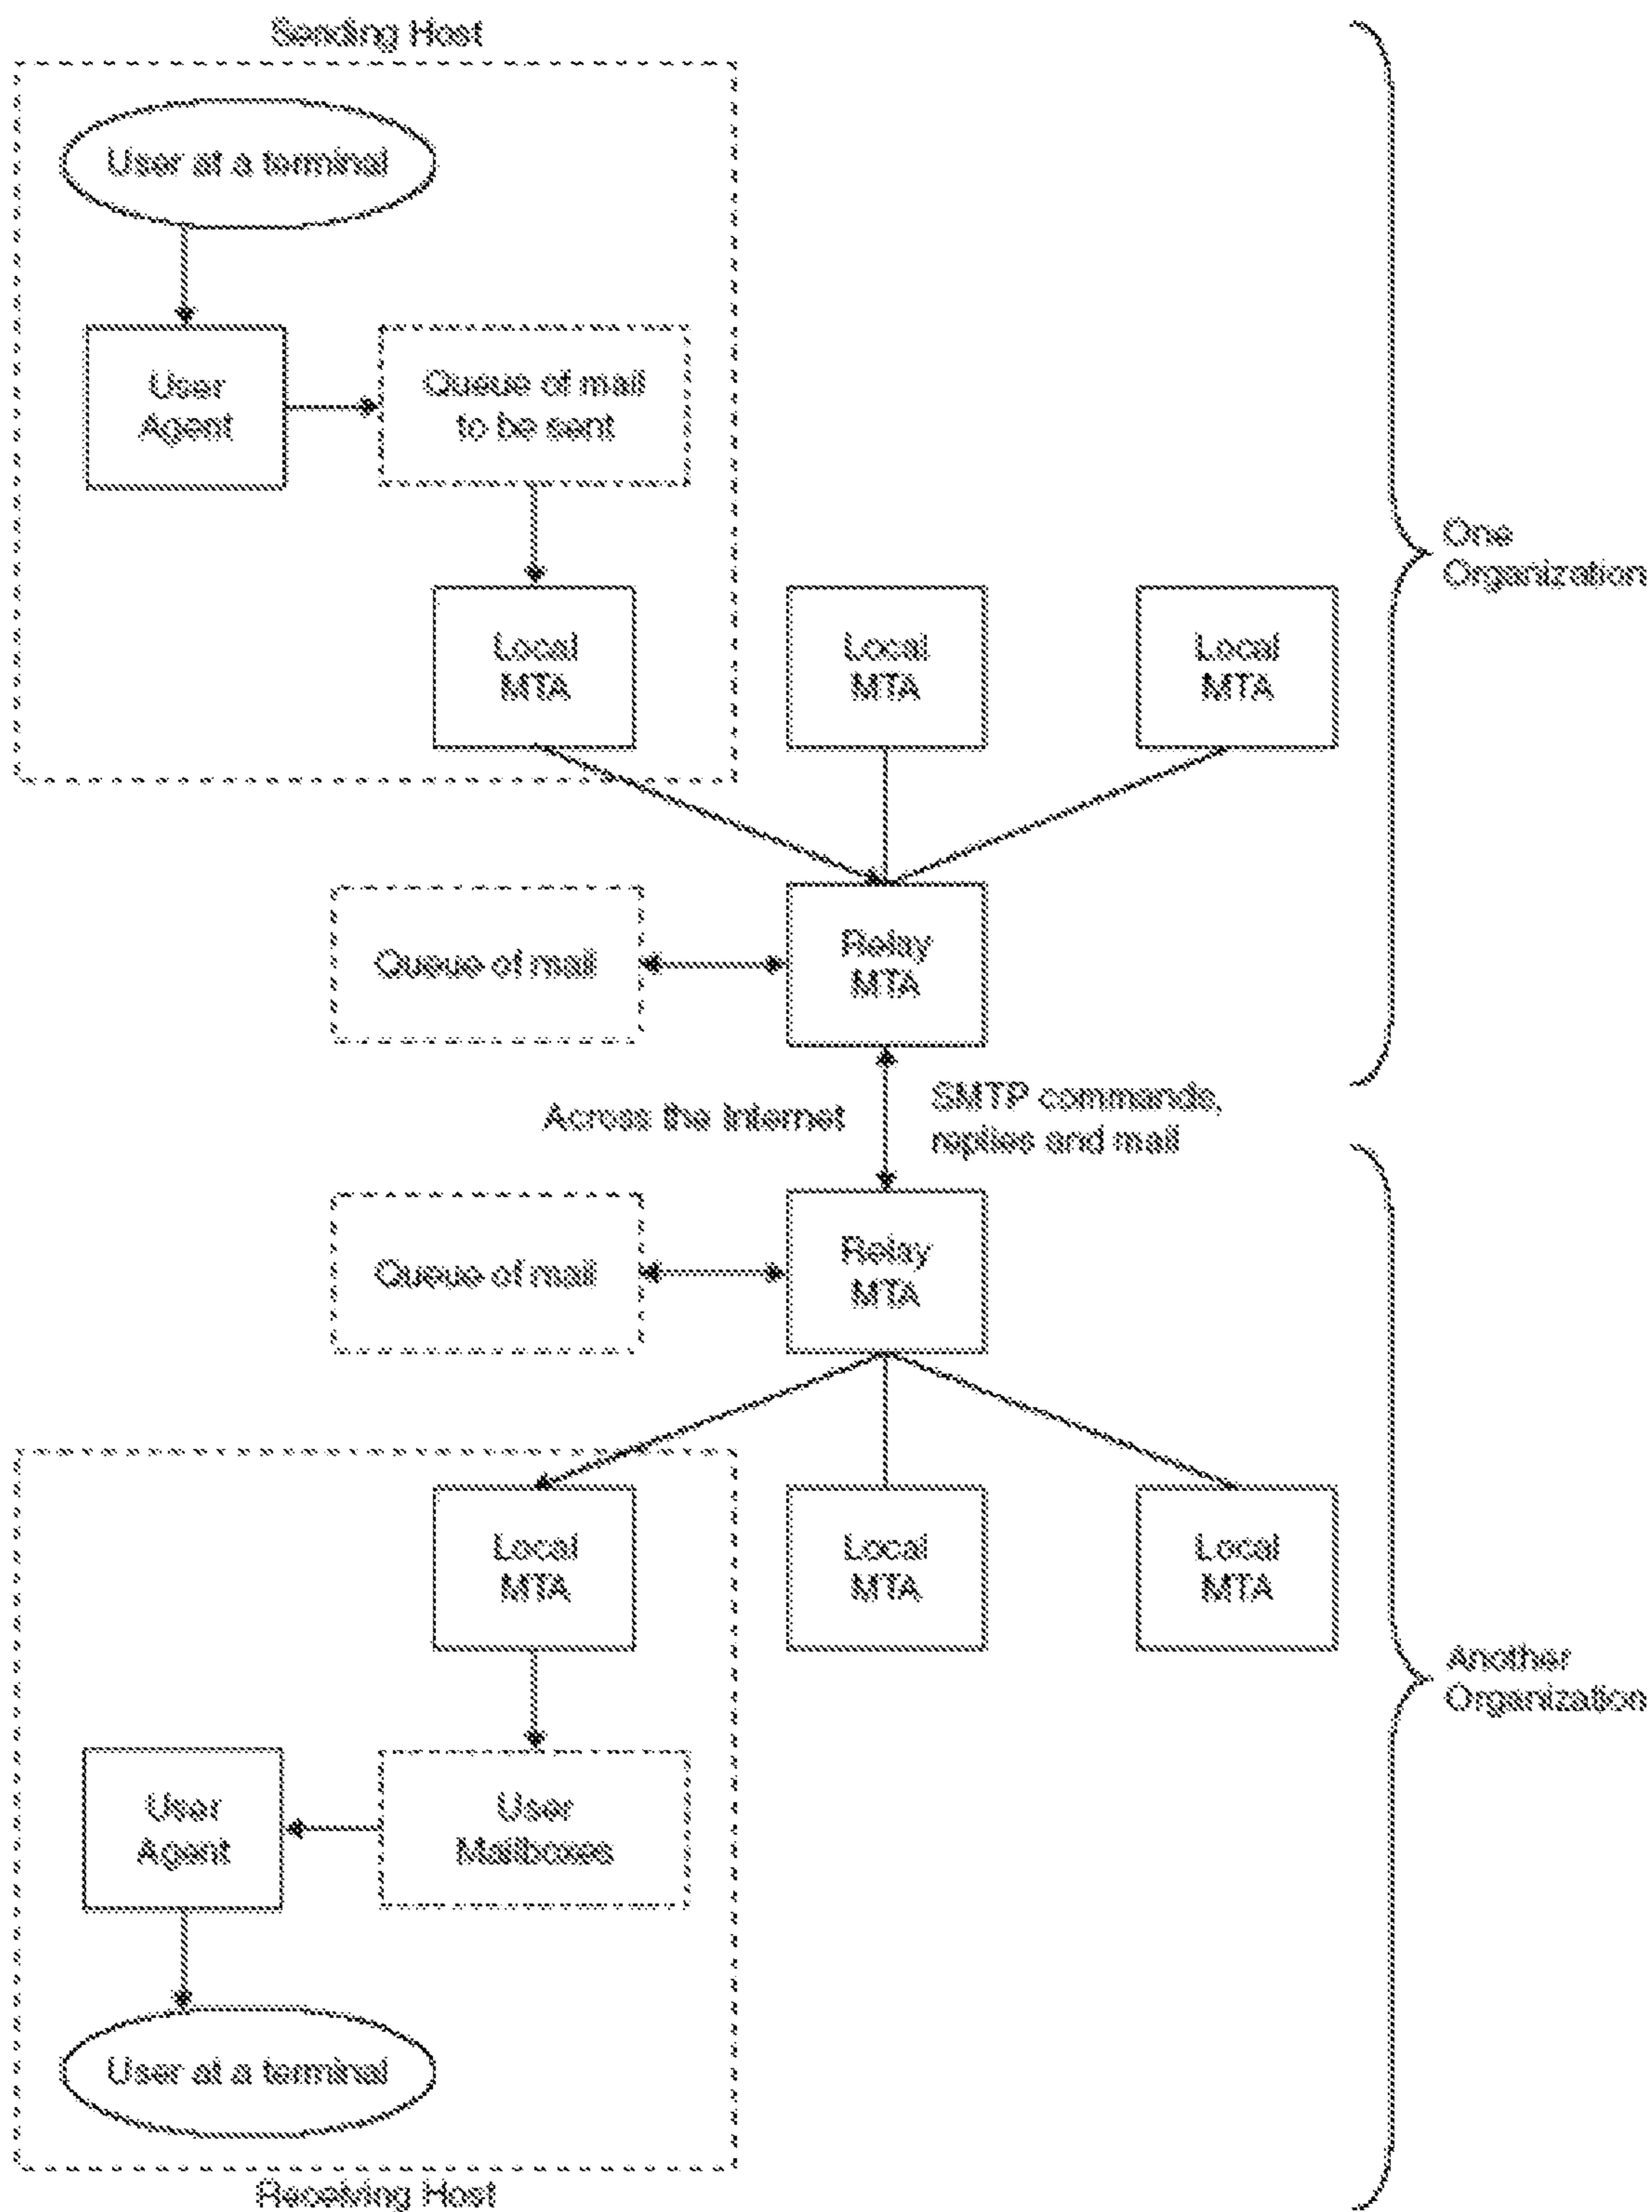 Sending Host
User at a terminal
User
Agent
Queue of mail
to be sent
One
Organization
Local
MTA
Local
MTA
Local
MTA
Queue of mail
Relay
MTA
Across the Internet
SMTP commands,
replies and mail
Queue of mail
Relay
MTA
Local
MTA
Local
MTA
Local
MTA
Another
Organization
User
Agent
User
Mailboxes
User at a terminal
Receiving Host